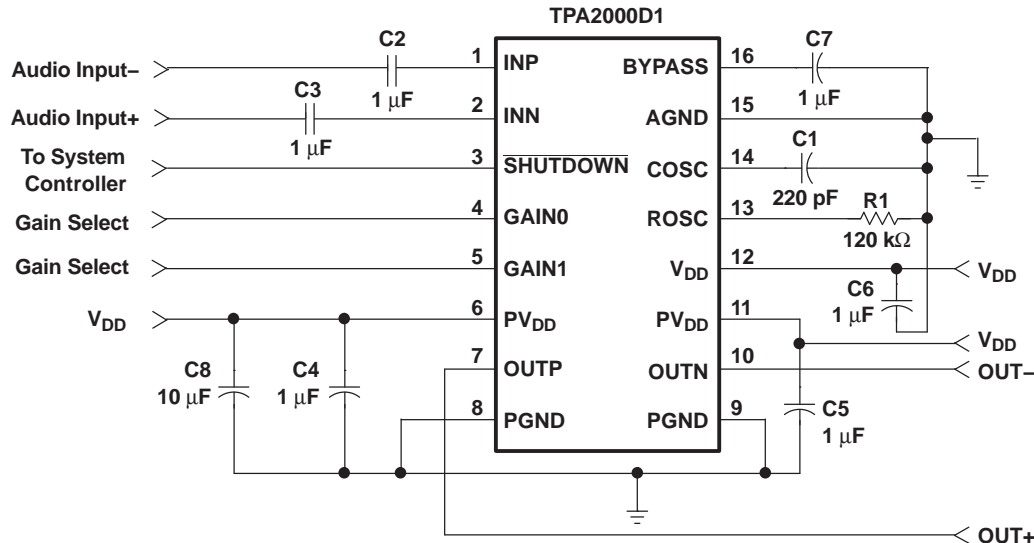 TPA2000D1
Audio Input–
C2
1 μF
1
INP
BYPASS
16
C7
1 μF
Audio Input+
C3
1 μF
2
INN
AGND
15
To System
Controller
3
SHUTDOWN
COSC
14
C1
220 pF
Gain Select
4
GAIN0
ROSC
13
R1
120 kΩ
Gain Select
5
GAIN1
VDD
12
VDD
C6
1 μF
VDD
6
PVDD
PVDD
11
VDD
C8
10 μF
C4
1 μF
7
OUTP
OUTN
10
OUT–
8
PGND
PGND
9
C5
1 μF
OUT+